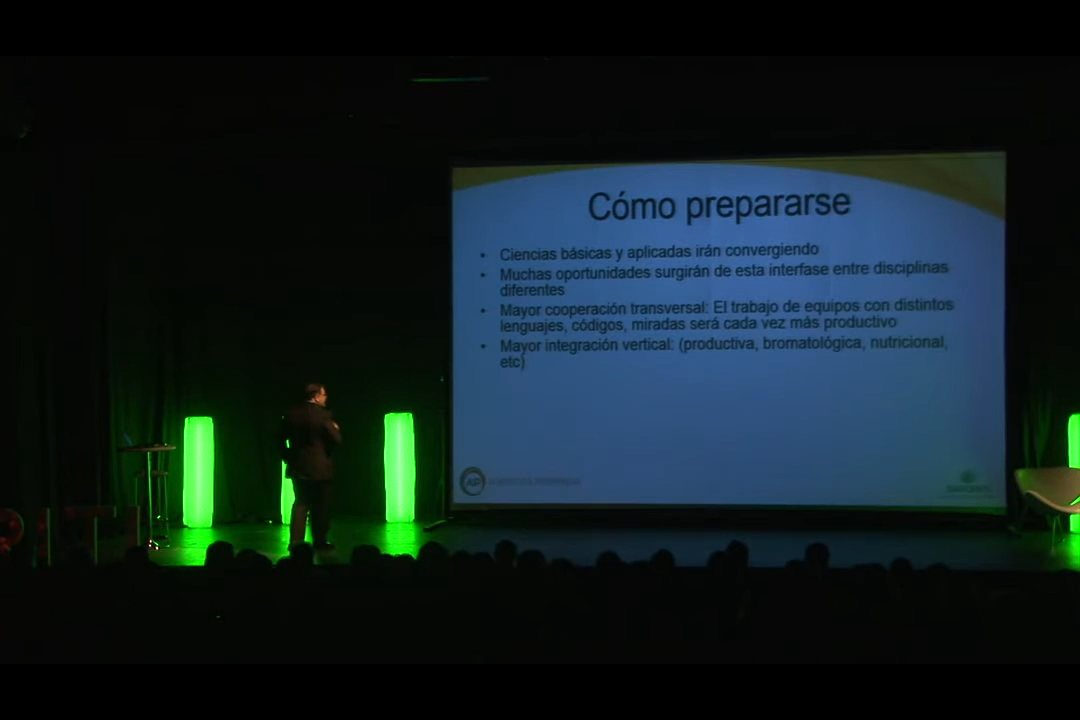 Cómo prepararse
• Ciencias básicas y aplicadas irán convergiendo
• Muchas oportunidades surgirán de esta interfase entre disciplinas
diferentes
• Mayor cooperación transversal: El trabajo de equipos con distintos
lenguajes, códigos, miradas será cada vez más productivo
• Mayor integración vertical: (productiva, bromatológica, nutricional,
etc)